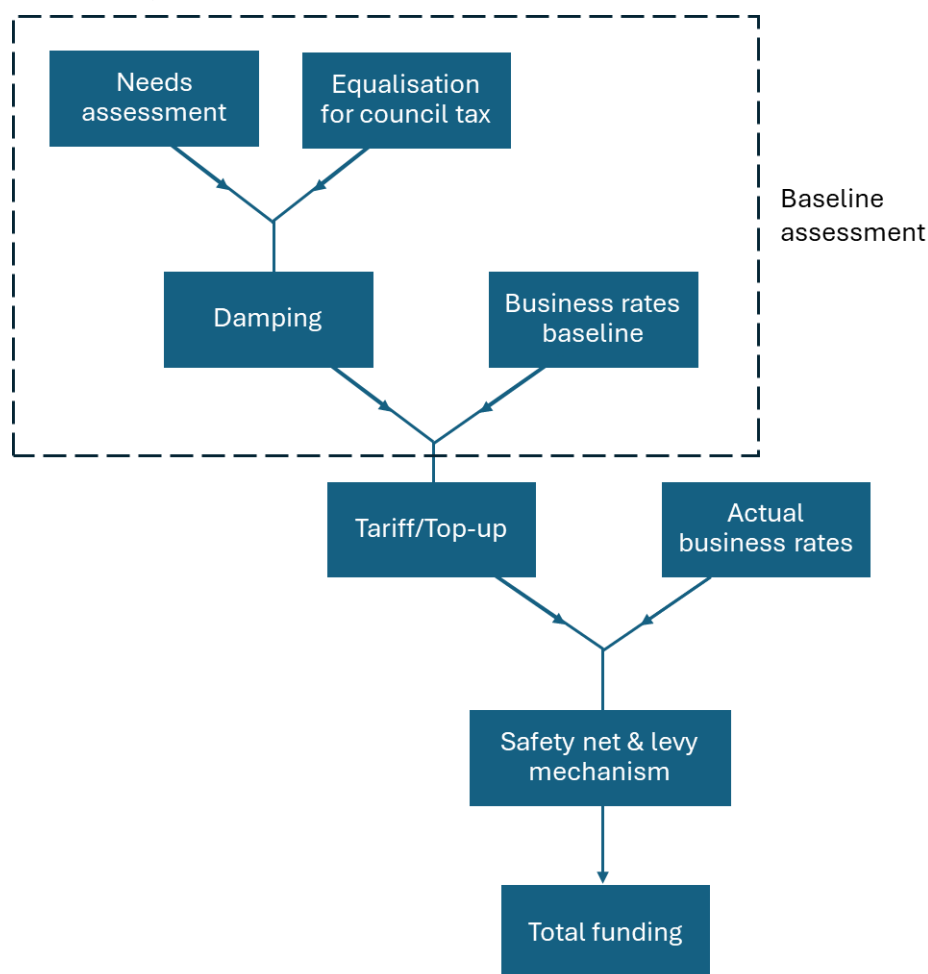 Needs
assessment
Equalisation
for council tax
Baseline
assessment
Damping
Business rates
baseline
Tariff/Top-up
Actual
business rates
Safety net & levy
mechanism
Total funding